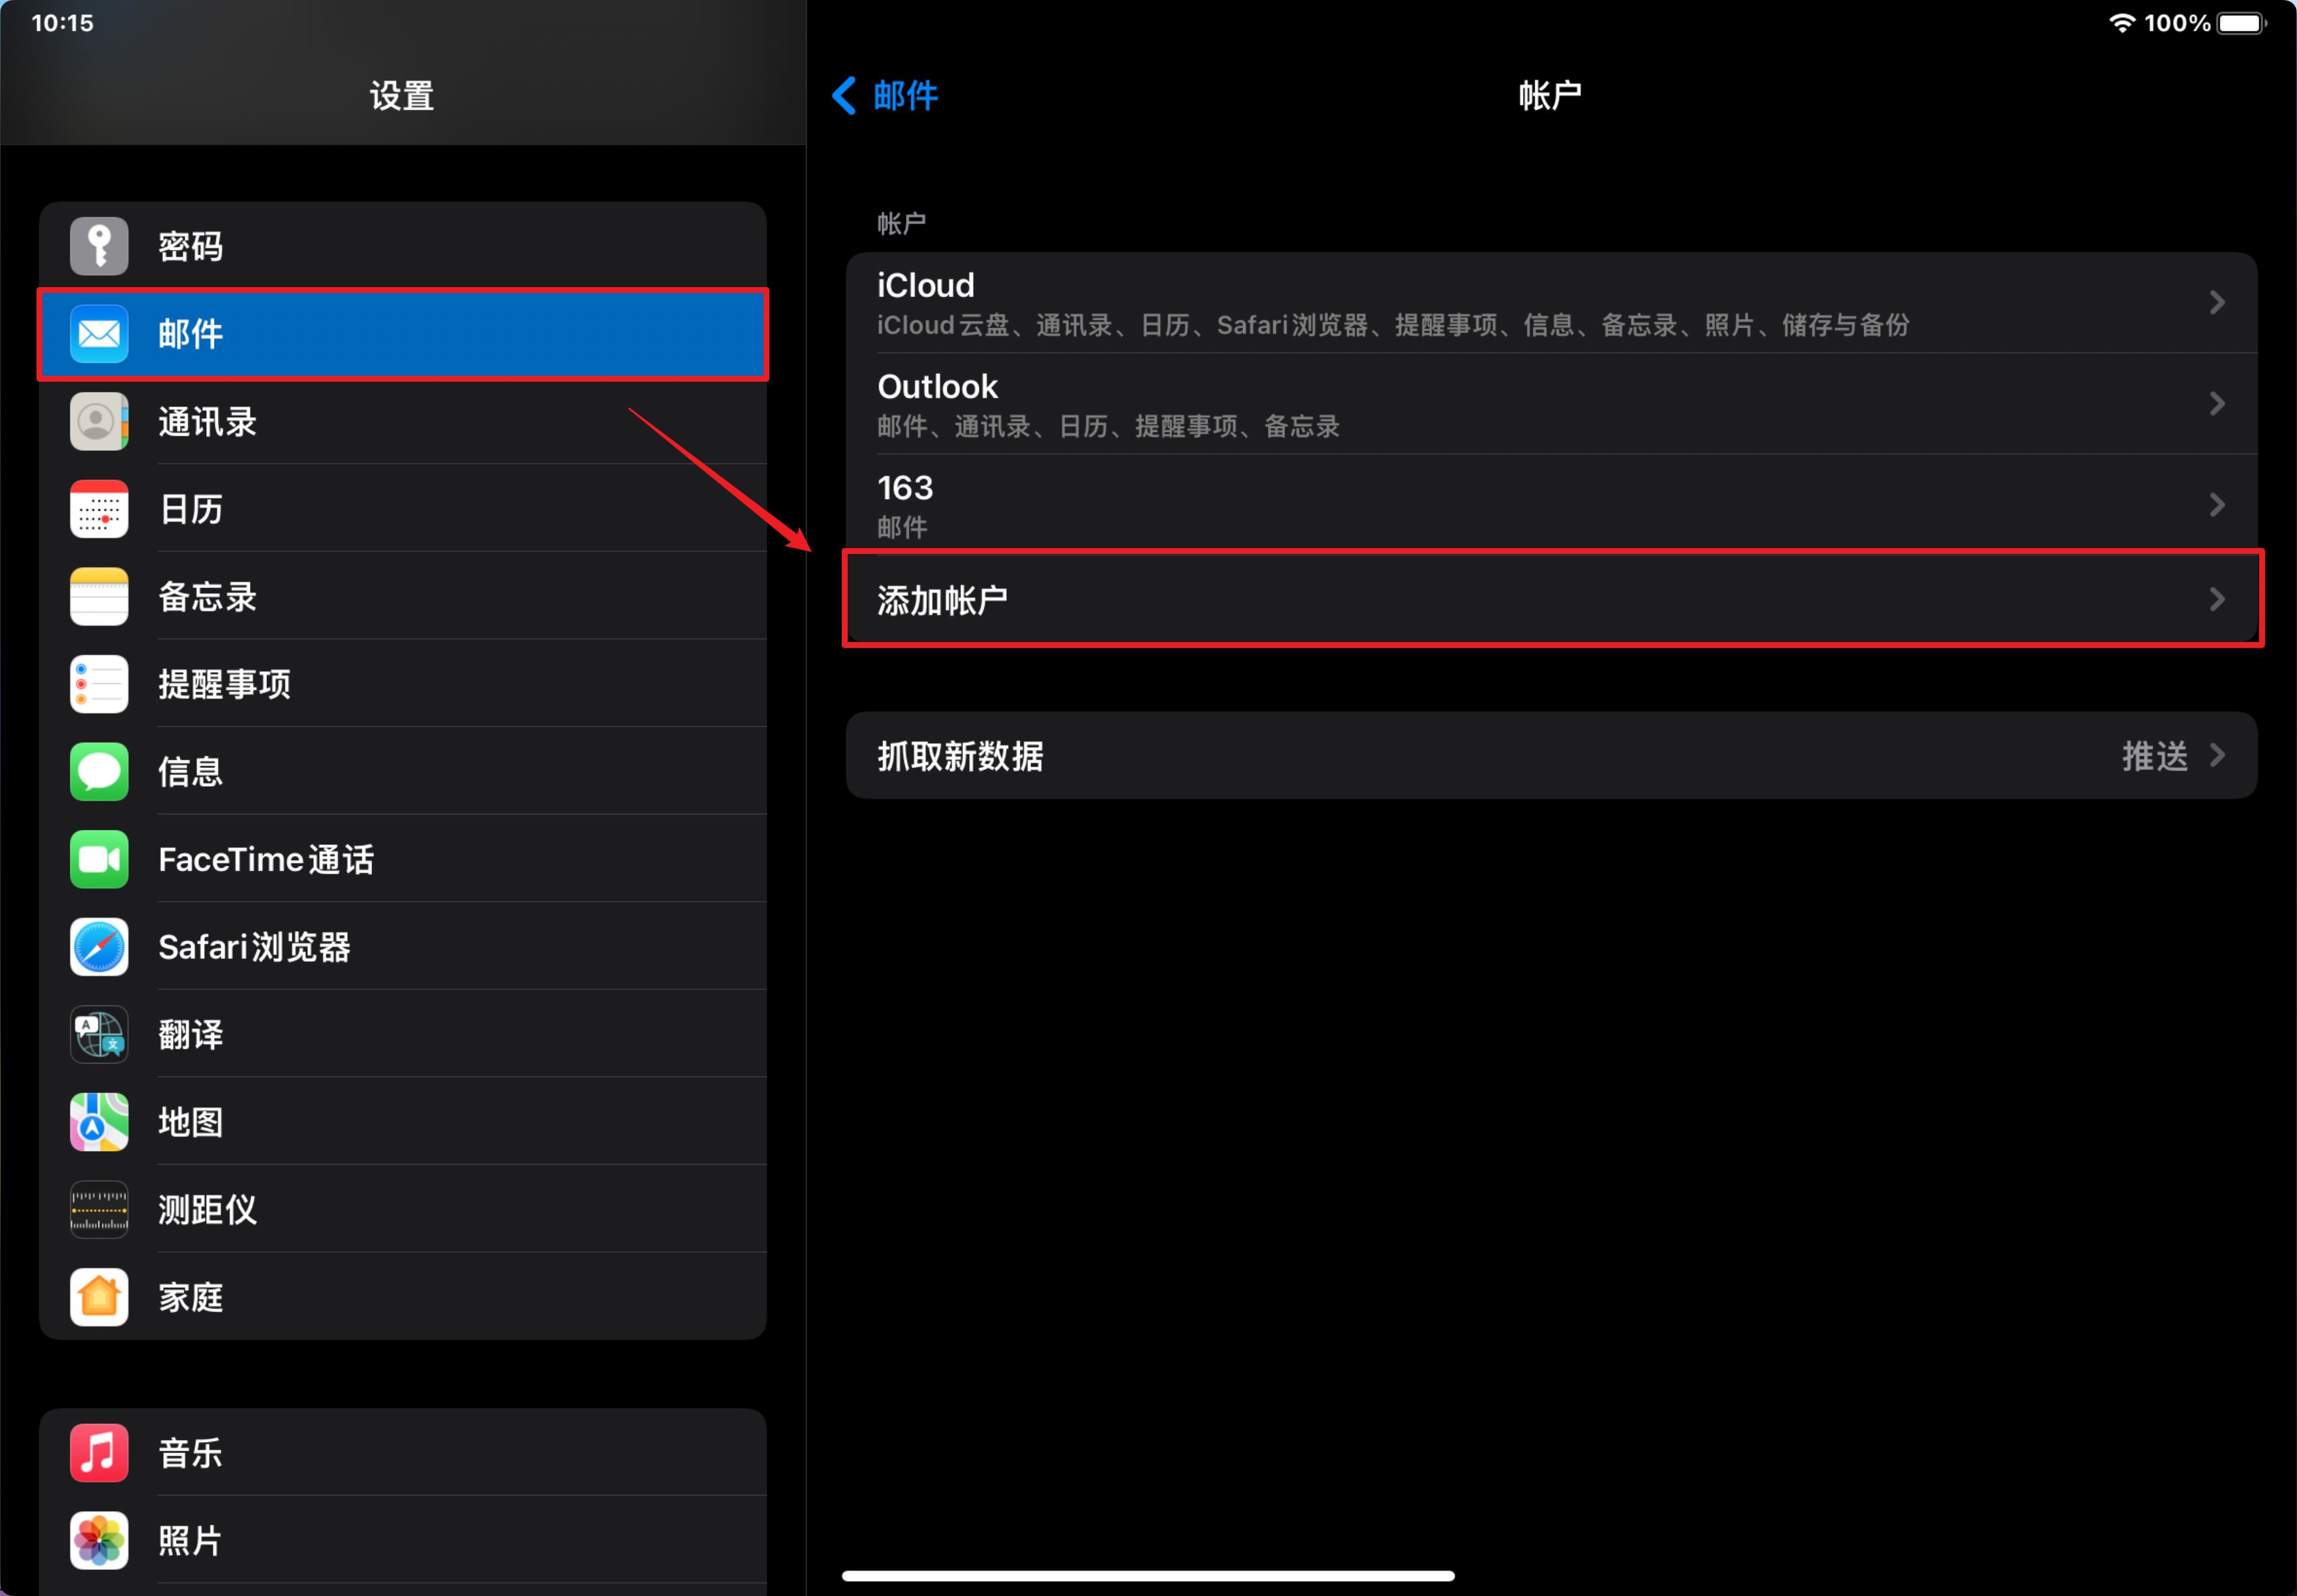 10:15
100%
设置
密码
邮件
通讯录
日历
备忘录
提醒事项
信息
FaceTime通话
Safari浏览器
翻译
地图
测距仪
家庭
音乐
照片
邮件
帐户
帐户
iCloud
iCloud云盘、通讯录、日历、Safari浏览器、提醒事项、信息、备忘录、照片、储存与备份
Outlook
邮件、通讯录、日历、提醒事项、备忘录
163
邮件
添加帐户
抓取新数据
推送